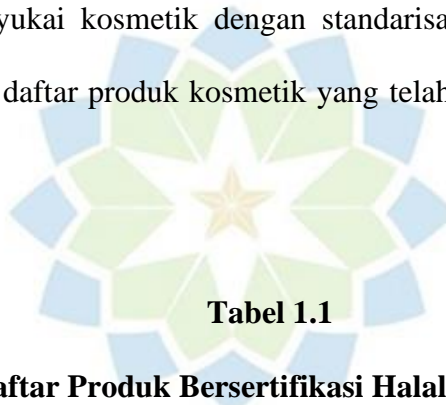 yukai kosmetik dengan standarisa
daftar produk kosmetik yang telah
Tabel 1.1
aftar Produk Bersertifikasi Halal